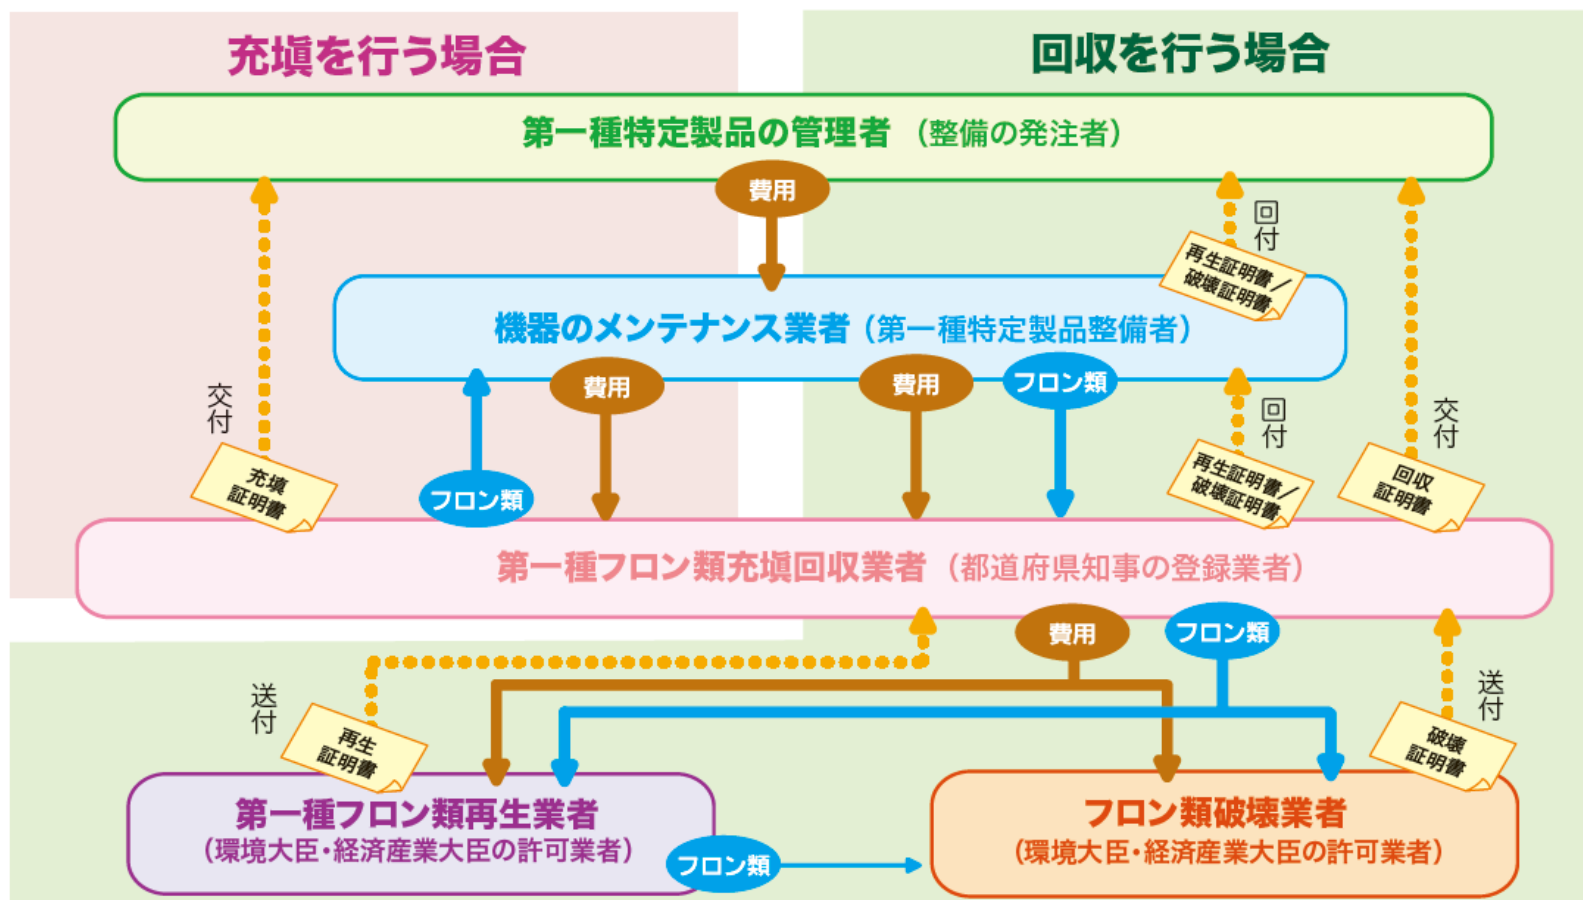 充塡を行う場合
回収を行う場合
第一種特定製品の管理者 （整備の発注者）
費用
回付
再生証明書／
破壊証明書
機器のメンテナンス業者（第一種特定製品整備者）
費用
費用
フロン類
交付
充塡
証明書
フロン類
回付
再生証明書／
破壊証明書
交付
回収
証明書
第一種フロン類充塡回収業者（都道府県知事の登録業者）
費用
フロン類
送付
再生
証明書
送付
破壊
証明書
第一種フロン類再生業者
（環境大臣・経済産業大臣の許可業者）
フロン類
フロン類破壊業者
（環境大臣・経済産業大臣の許可業者）